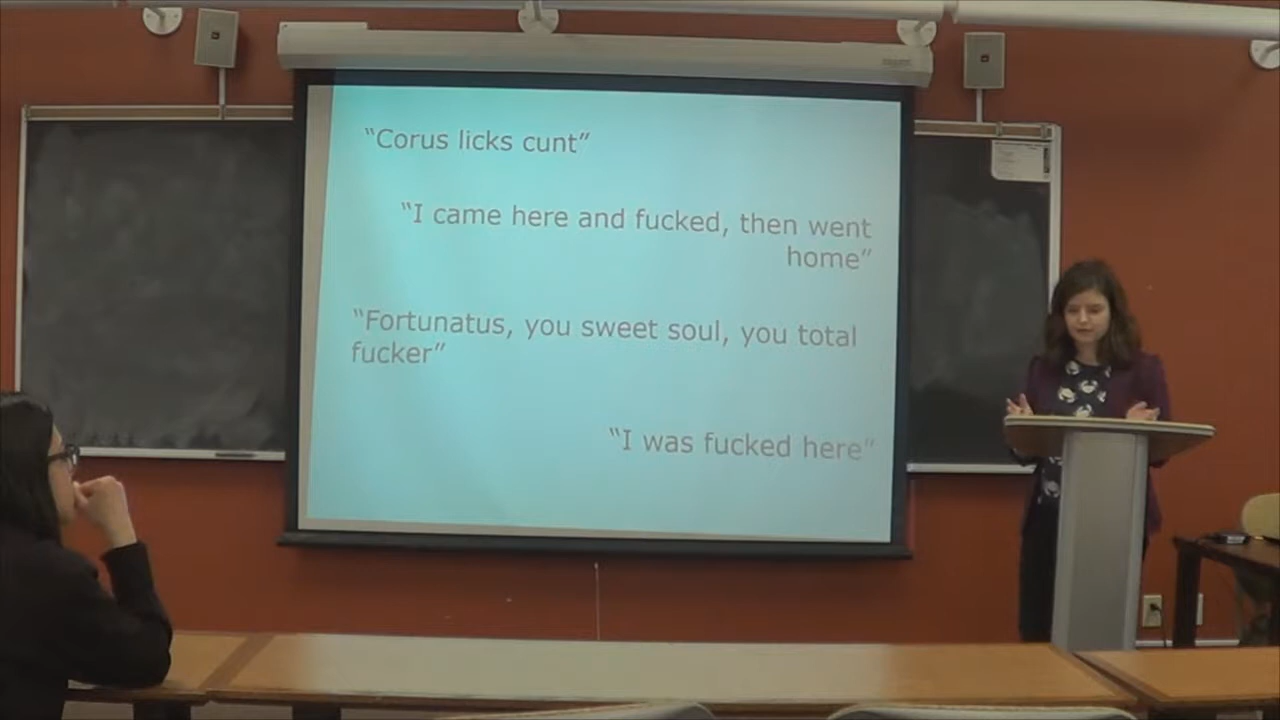 “Corus licks cunt”
“I came here and fucked, then went
home”
“Fortunatus, you sweet soul, you total
fucker”
“I was fucked here”